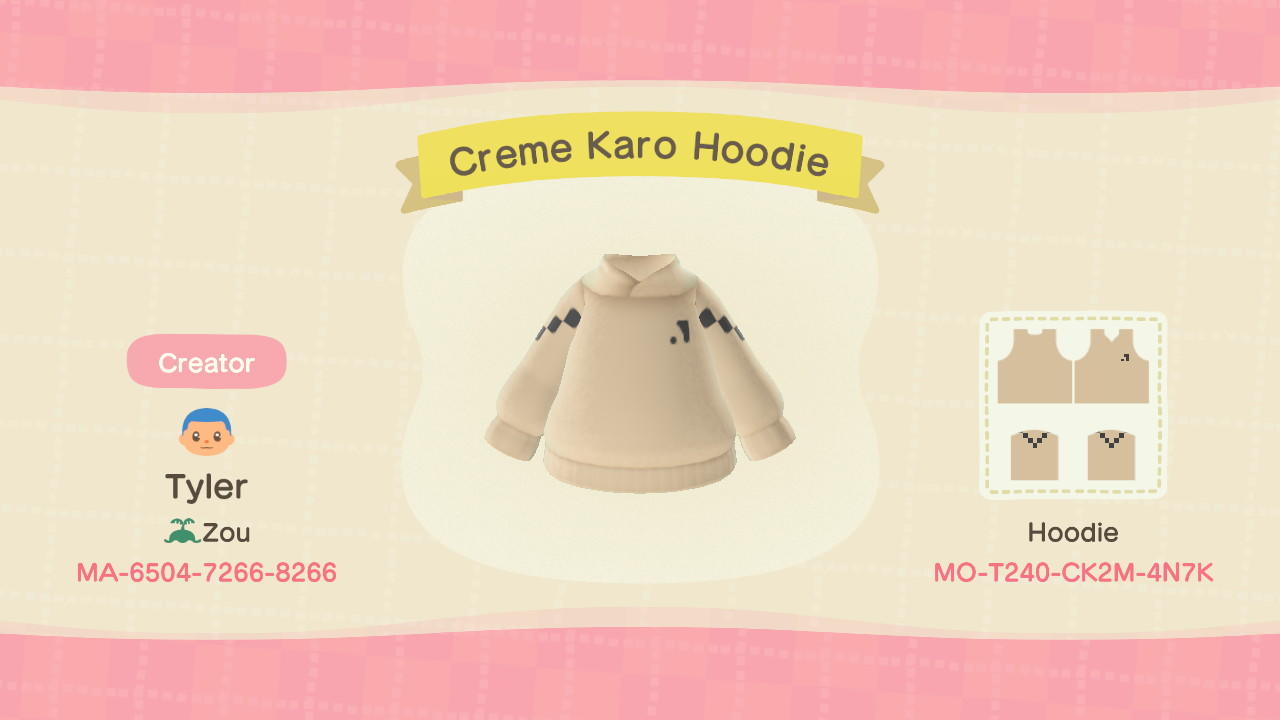 Creme Karo Hoodie
Creator
Tyler
Zou
MA-6504-7266-8266
Hoodie
MO-T240-CK2M-4N7K